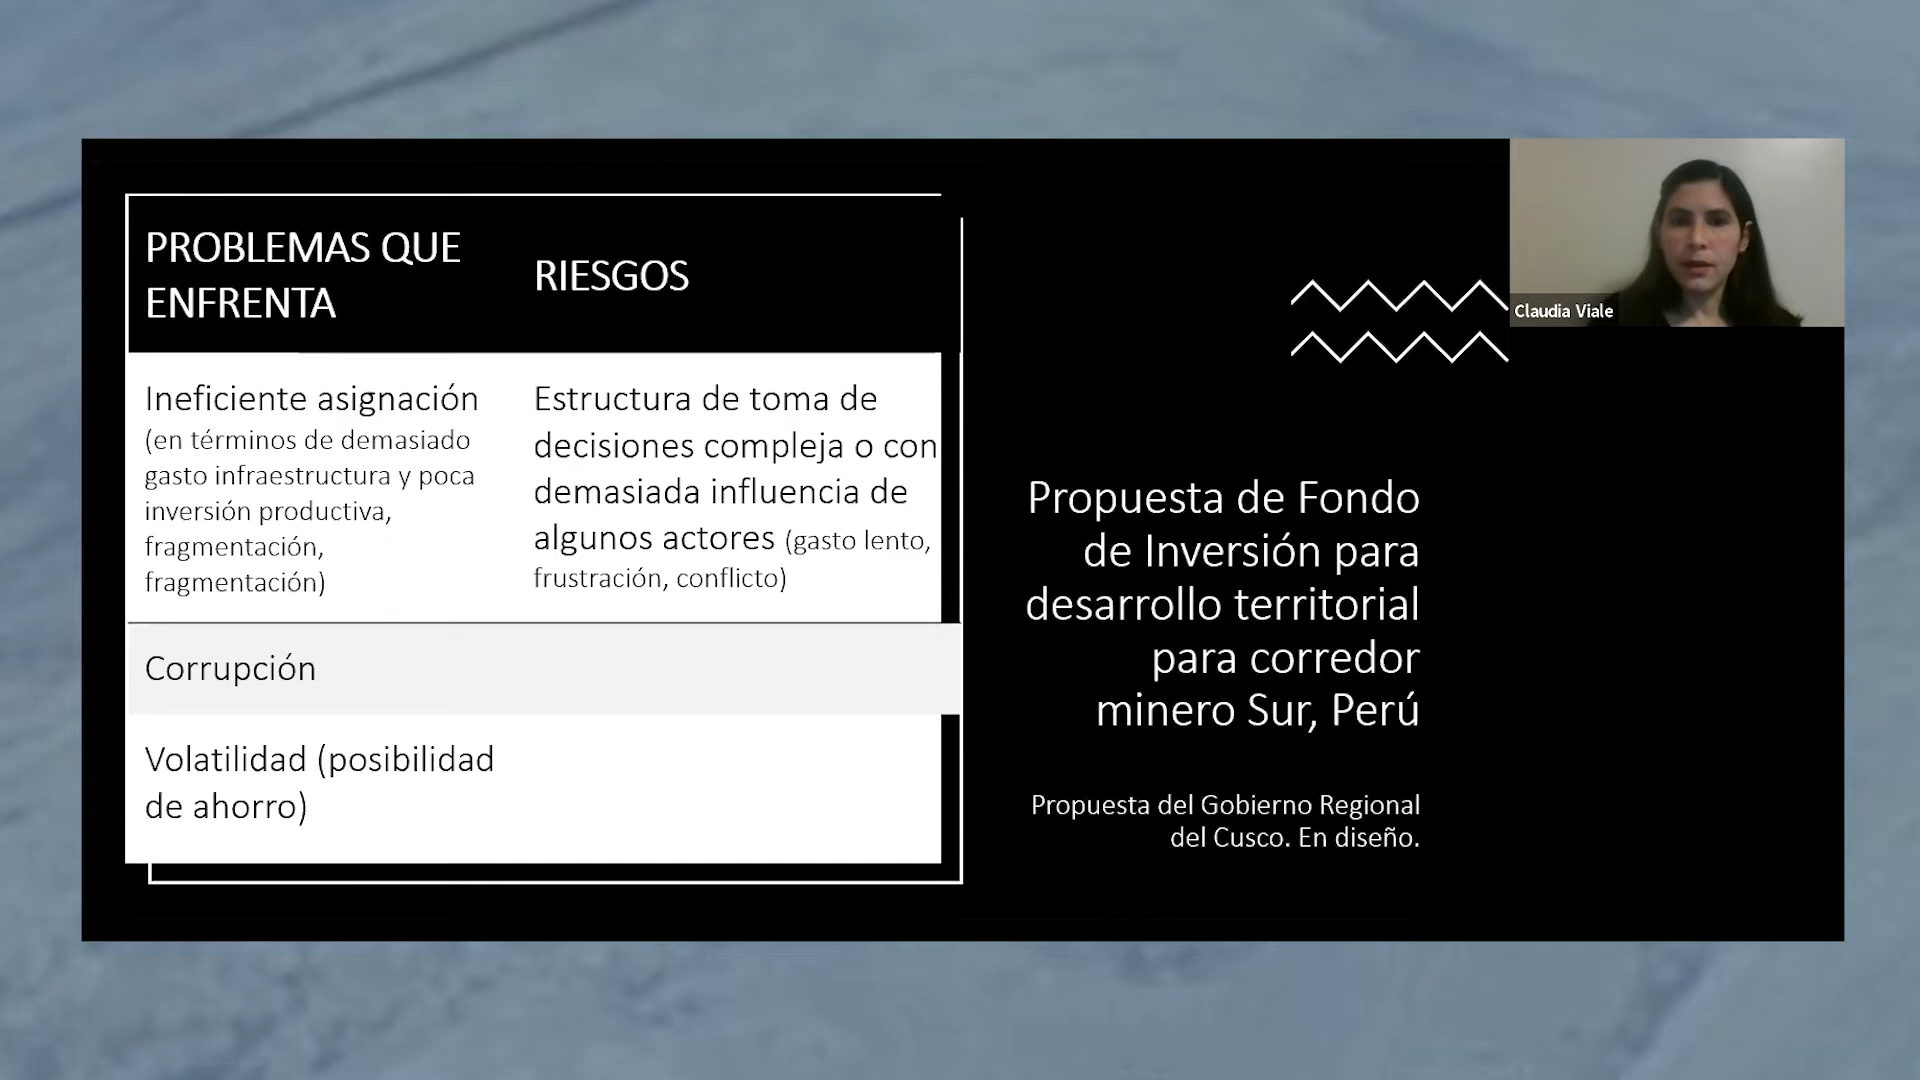 PROBLEMAS QUE
ENFRENTA
RIESGOS
Ineficiente asignación
(en términos de demasiado
gasto infraestructura y poca
inversión productiva,
fragmentación,
fragmentación)
Estructura de toma de
decisiones compleja o con
demasiada influencia de
algunos actores (gasto lento,
frustración, conflicto)
Corrupción
Volatilidad (posibilidad
de ahorro)
Propuesta de Fondo
de Inversión para
desarrollo territorial
para corredor
minero Sur, Perú
Propuesta del Gobierno Regional
del Cusco. En diseño.
Claudia Viale